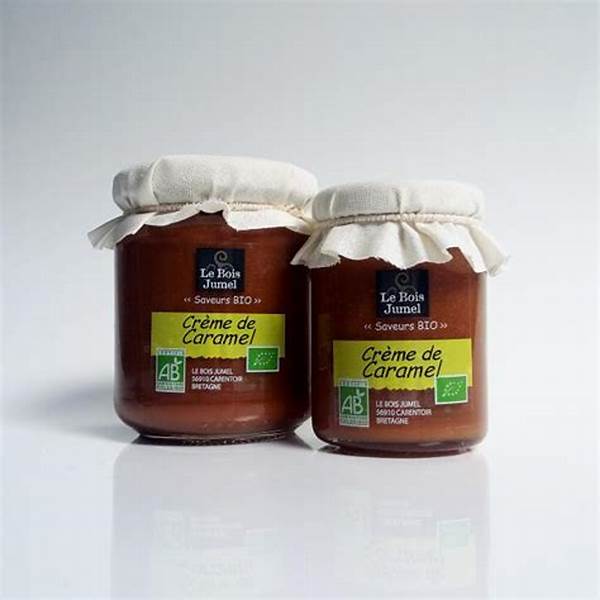 Le Bois
Jumel
‹‹ Saveurs BIO ››
Crème de
Caramel
AB
LE BOIS JUMEL
56910 CARENTOIR
BRETAGNE
Le Bois
Jumel
‹‹ Saveurs BIO ››
Crème de
Caramel
AB
LE BOIS JUMEL
56910 CARENTOIR
BRETAGNE